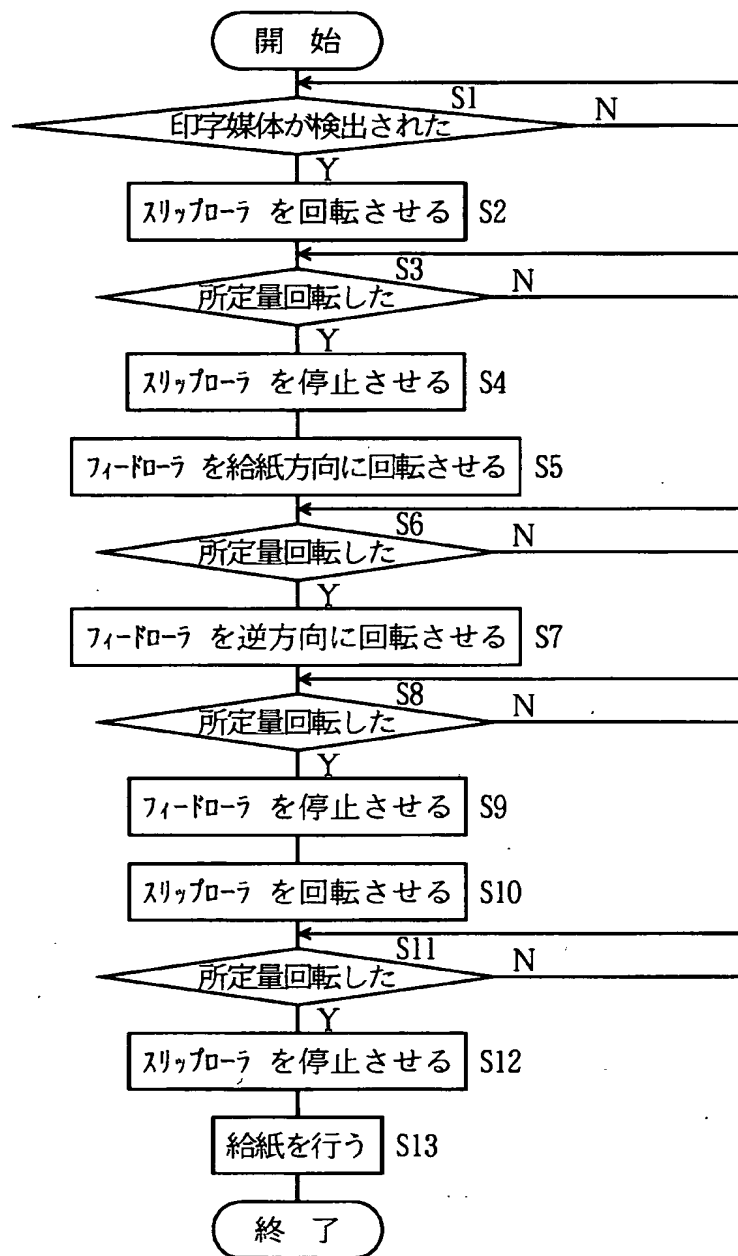 開 始
S1
印字媒体が検出された
N
Y
スリップローラ を回転させる
S2
S3
所定量回転した
N
Y
スリップローラ を停止させる
S4
フィードローラ を給紙方向に回転させる
S5
S6
所定量回転した
N
Y
フィードローラ を逆方向に回転させる
S7
S8
所定量回転した
N
Y
フィードローラ を停止させる
S9
スリップローラ を回転させる
S10
S11
所定量回転した
N
Y
スリップローラ を停止させる
S12
給紙を行う
S13
終 了